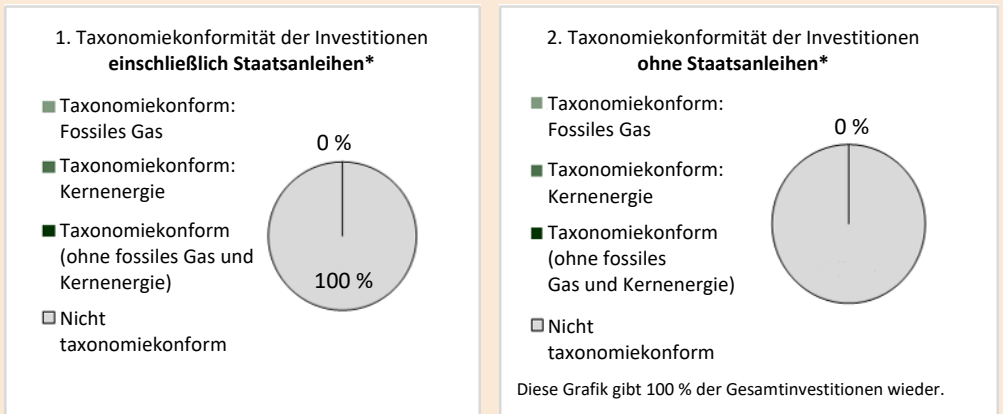 1. Taxonomiekonformität der Investitionen
einschließlich Staatsanleihen*
Taxonomiekonform:
Fossiles Gas
Taxonomiekonform:
Kernenergie
Taxonomiekonform
(ohne fossiles Gas und
Kernenergie)
Nicht
taxonomiekonform
0 %
100 %
2. Taxonomiekonformität der Investitionen
ohne Staatsanleihen*
Taxonomiekonform:
Fossiles Gas
Taxonomiekonform:
Kernenergie
Taxonomiekonform
(ohne fossiles
Gas und Kernenergie)
Nicht
taxonomiekonform
0 %
Diese Grafik gibt 100 % der Gesamtinvestitionen wieder.